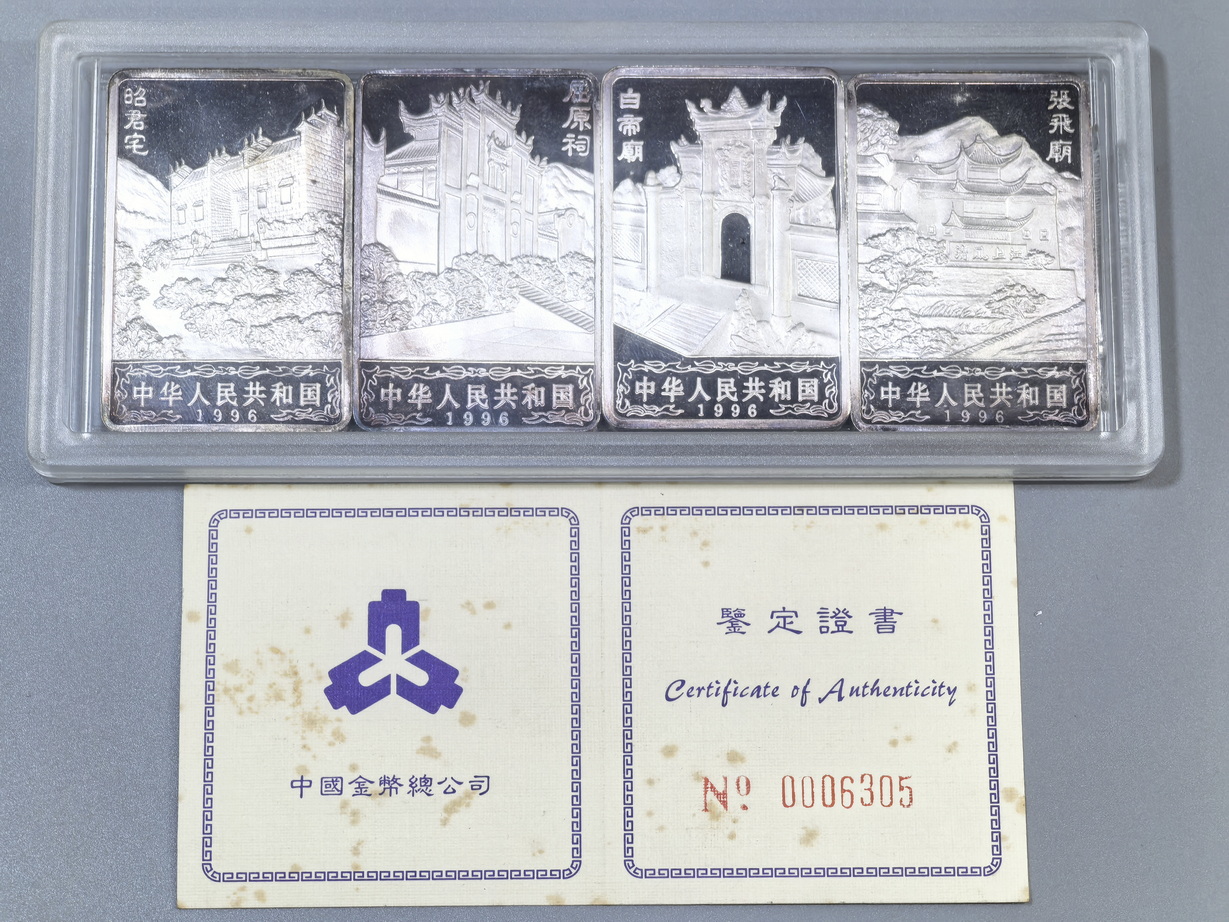 昭君宅
中华人民共和国
1996
屈原祠
中华人民共和国
1996
白帝廟
中华人民共和国
1996
張飛廟
中华人民共和国
1996
中國金幣總公司
鑒定證書
Certificate of Authenticity
Nº 0006305